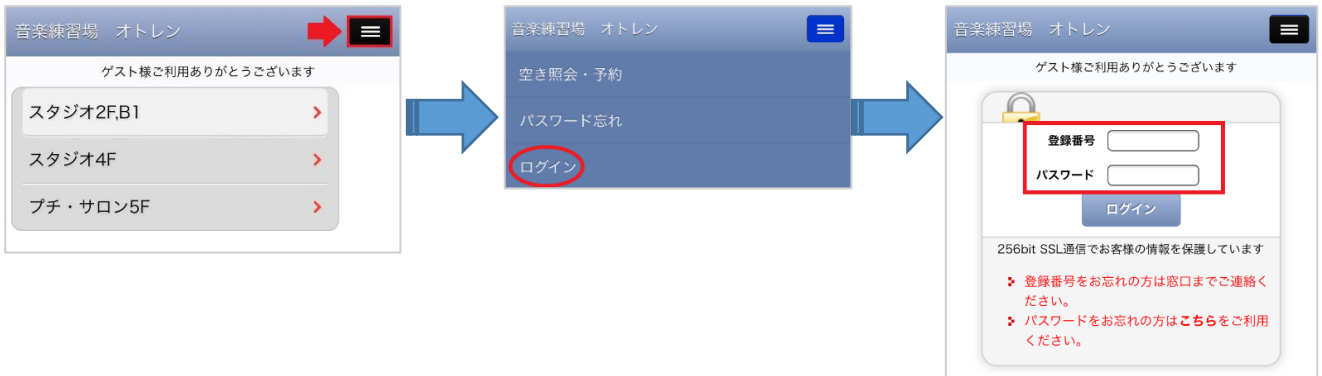 音楽練習場 オトレン
ゲスト様ご利用ありがとうございます
スタジオ2F,B1
スタジオ4F
プチ・サロン5F
音楽練習場 オトレン
空き照会・予約
パスワード忘れ
ログイン
音楽練習場 オトレン
ゲスト様ご利用ありがとうございます
登録番号
パスワード
ログイン
256bit SSL通信でお客様の情報を保護しています
登録番号をお忘れの方は窓口までご連絡く
ださい。
パスワードをお忘れの方はこちらをご利用
ください。